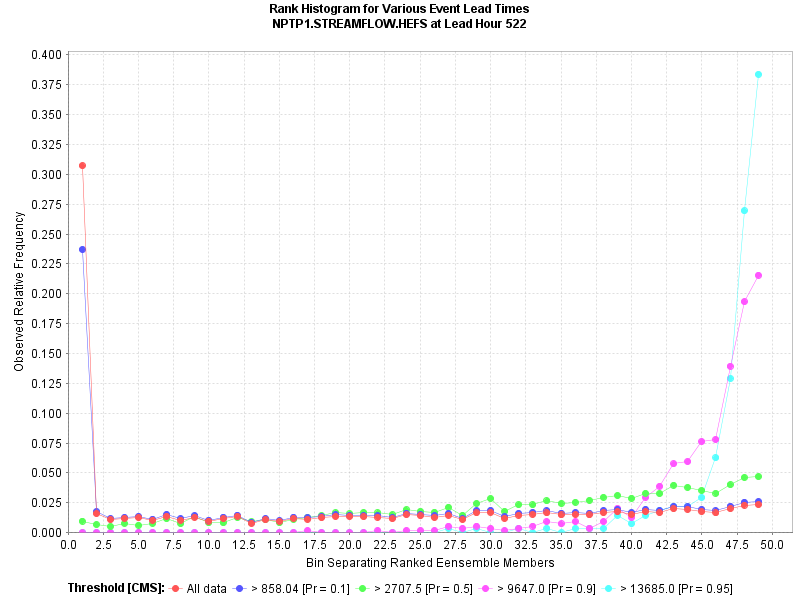 Rank Histogram for Various Event Lead Times
NPTP1.STREAMFLOW.HEFS at Lead Hour 522
Observed Relative Frequency
0.400
0.375
0.350
0.325
0.300
0.275
0.250
0.225
0.200
0.175
0.150
0.125
0.100
0.075
0.050
0.025
0.000
0.0 2.5 5.0 7.5 10.0 12.5 15.0 17.5 20.0 22.5 25.0 27.5 30.0 32.5 35.0 37.5 40.0 42.5 45.0 47.5 50.0
Bin Separating Ranked Eensemble Members
Threshold [CMS]: All data > 858.04 [Pr = 0.1] > 2707.5 [Pr = 0.5] > 9647.0 [Pr = 0.9] > 13685.0 [Pr = 0.95]